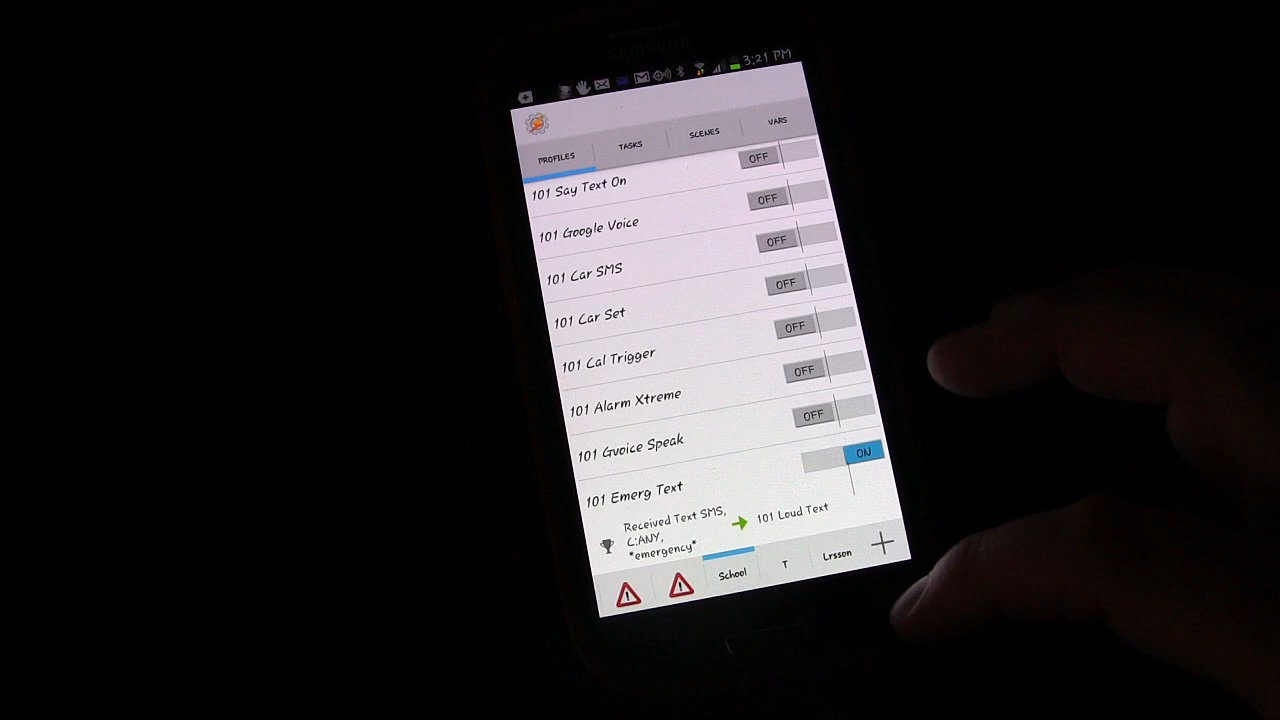 SAMSUNG
3:21 PM
PROFILES TASKS SCENES VARS
OFF
101 Say Text On OFF
101 Google Voice OFF
101 Car SMS OFF
101 Car Set OFF
101 Cal Trigger OFF
101 Alarm Xtreme OFF
101 Gvoice Speak ON
101 Emerg Text
Received Text SMS,
C:ANY,
*emergency*
101 Loud Text
School T Lrsson